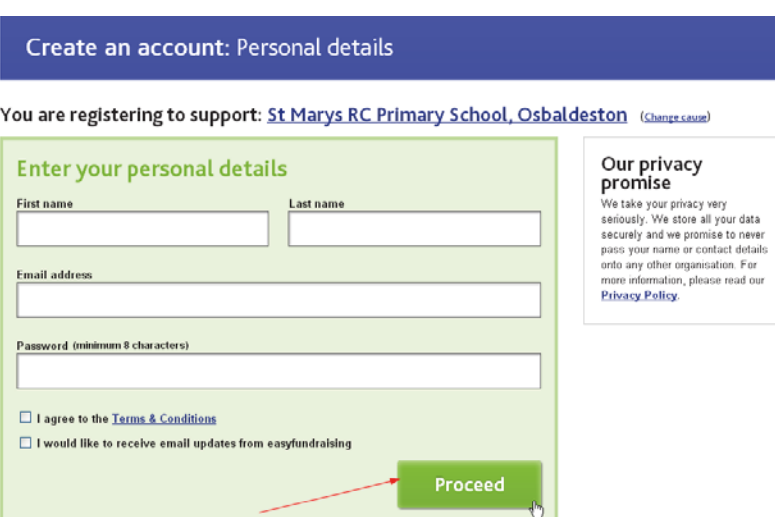 Create an account: Personal details
You are registering to support: St Marys RC Primary School, Osbaldeston (Change cause)
Enter your personal details
First name Last name
Email address
Password (minimum 8 characters)
I agree to the Terms & Conditions
I would like to receive email updates from easyfundraising
Proceed
Our privacy
promise
We take your privacy very
seriously. We store all your data
securely and we promise to never
pass your name or contact details
onto any other organisation. For
more information, please read our
Privacy Policy.